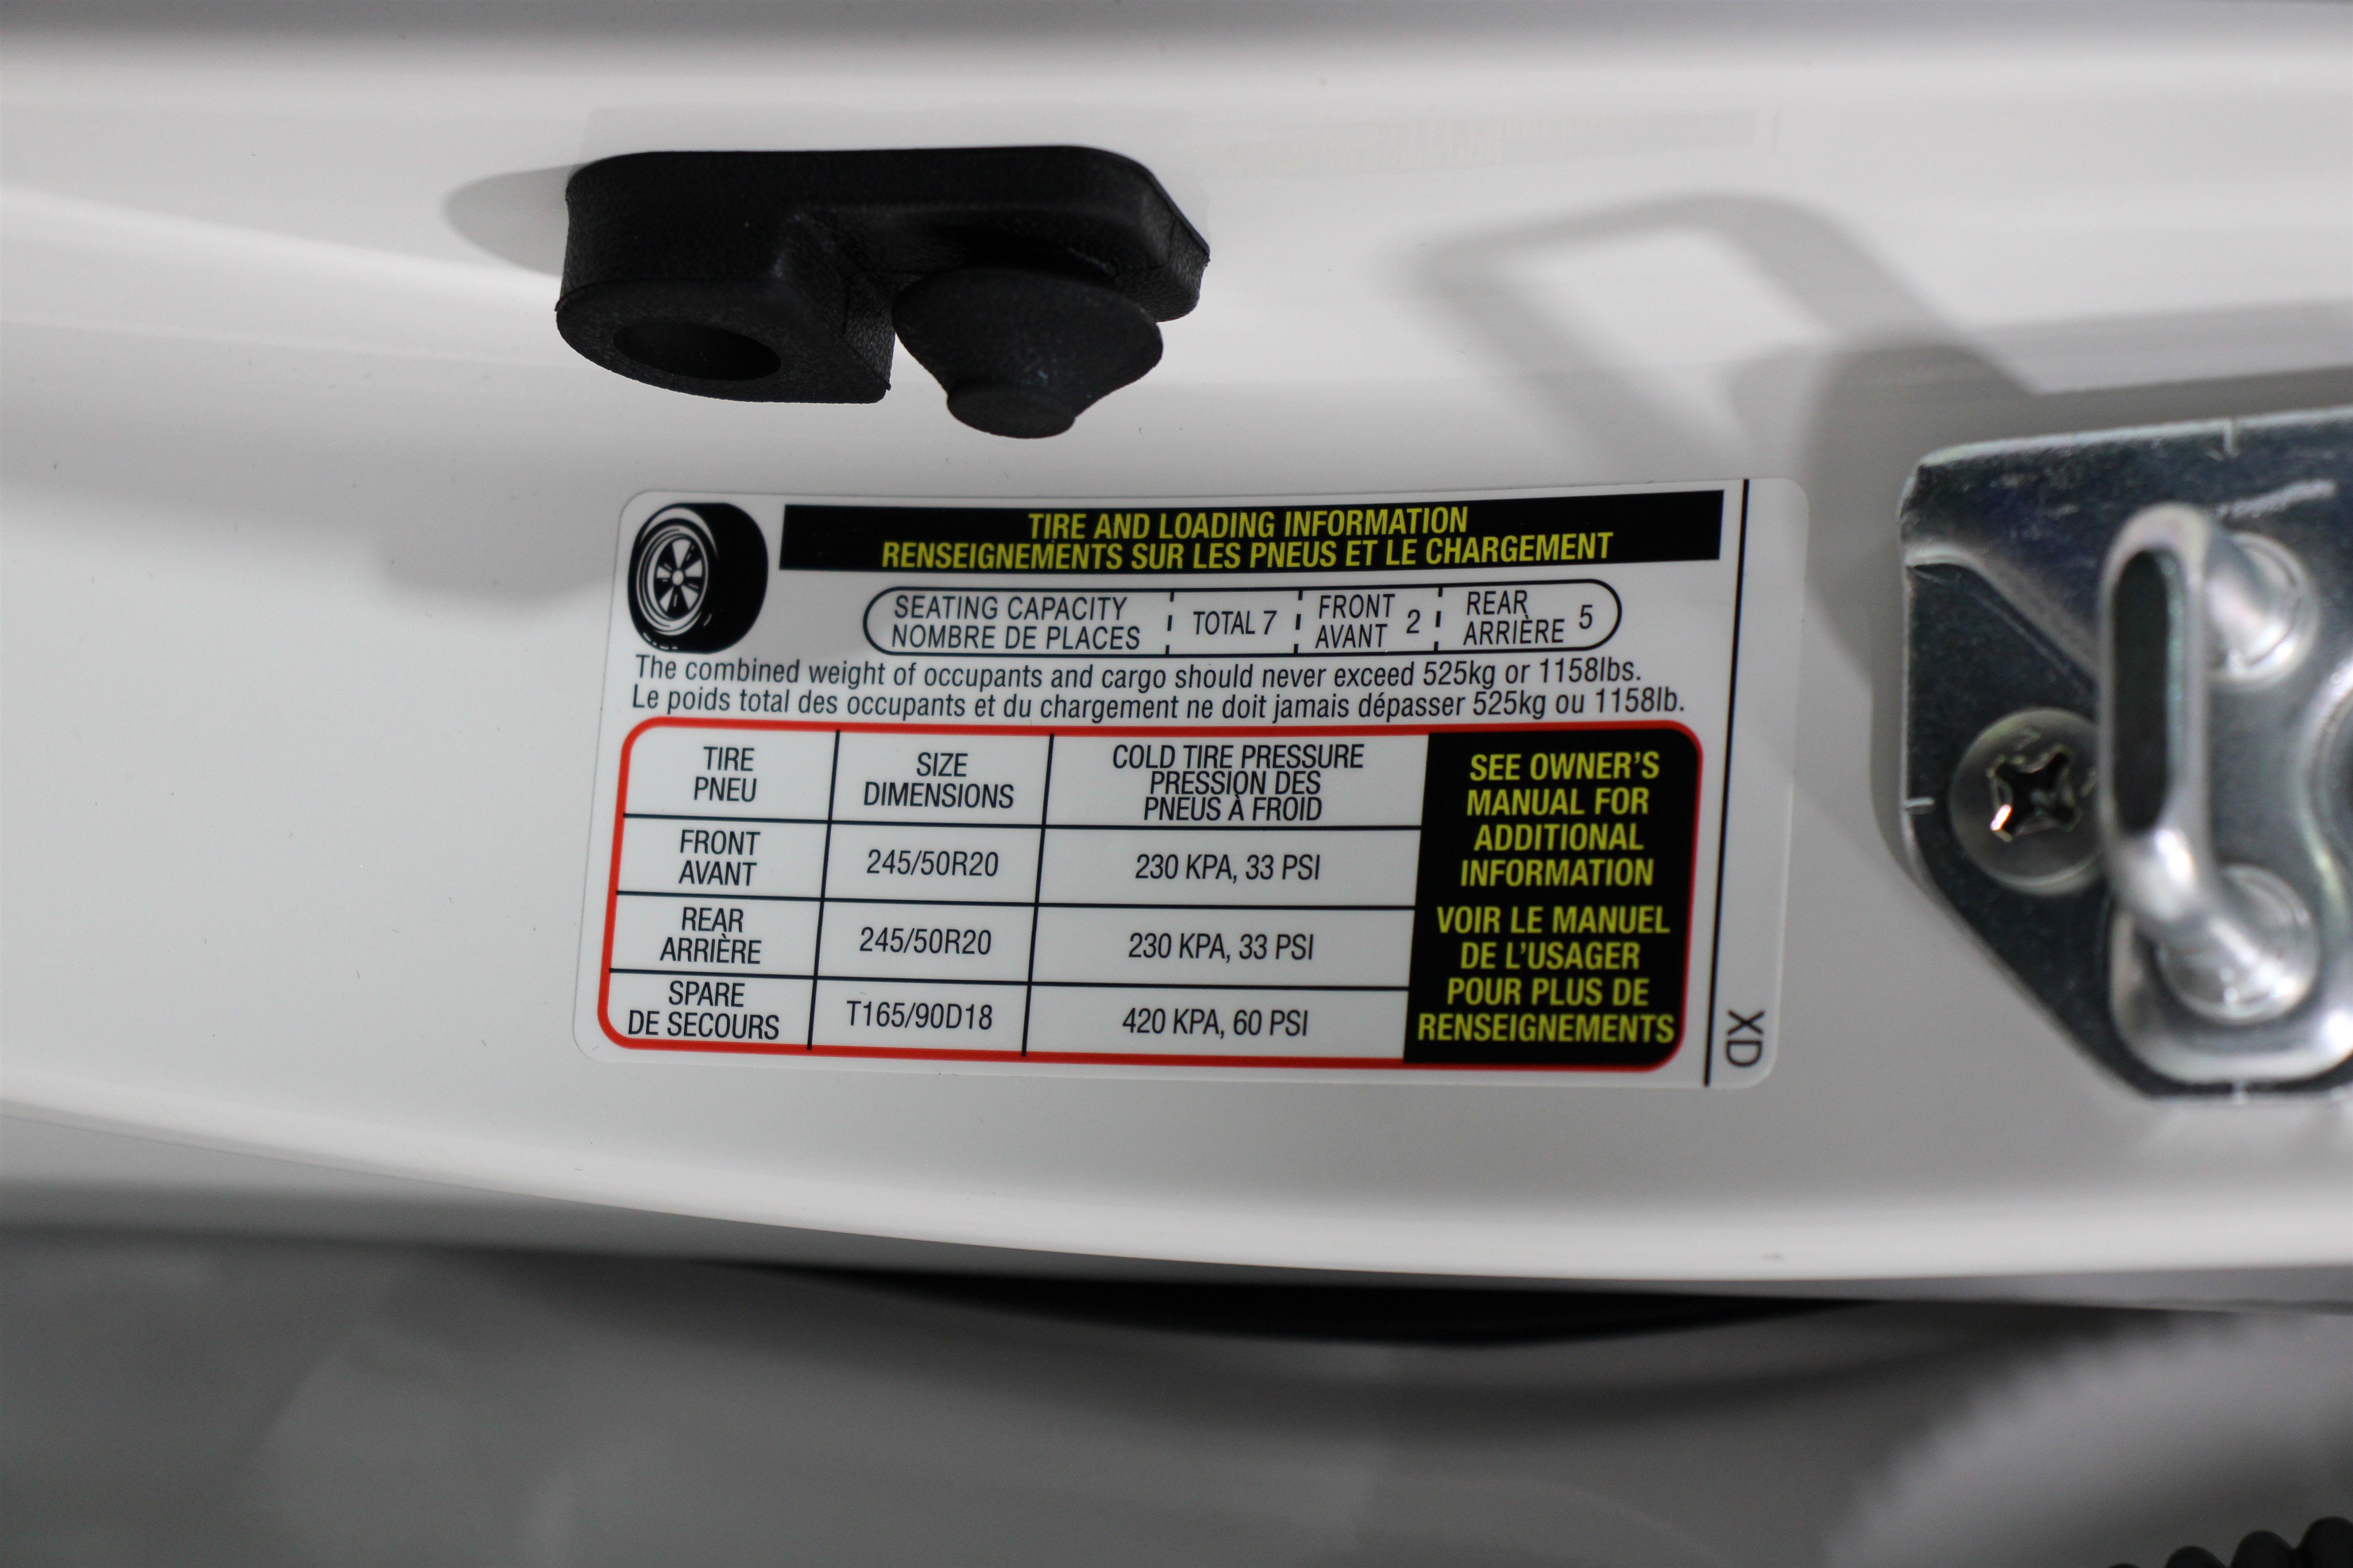 TIRE AND LOADING INFORMATION
RENSEIGNEMENTS SUR LES PNEUS ET LE CHARGEMENT
SEATING CAPACITY
NOMBRE DE PLACES
TOTAL 7
FRONT
AVANT 2
REAR
ARRIÈRE 5
The combined weight of occupants and cargo should never exceed 525kg or 1158lbs.
Le poids total des occupants et du chargement ne doit jamais dépasser 525kg ou 1158lb.
TIRE
PNEU
SIZE
DIMENSIONS
COLD TIRE PRESSURE
PRESSION DES
PNEUS À FROID
FRONT
AVANT
245/50R20
230 KPA, 33 PSI
REAR
ARRIÈRE
245/50R20
230 KPA, 33 PSI
SPARE
DE SECOURS
T165/90D18
420 KPA, 60 PSI
SEE OWNER'S
MANUAL FOR
ADDITIONAL
INFORMATION
VOIR LE MANUEL
DE L'USAGER
POUR PLUS DE
RENSEIGNEMENTS
XD